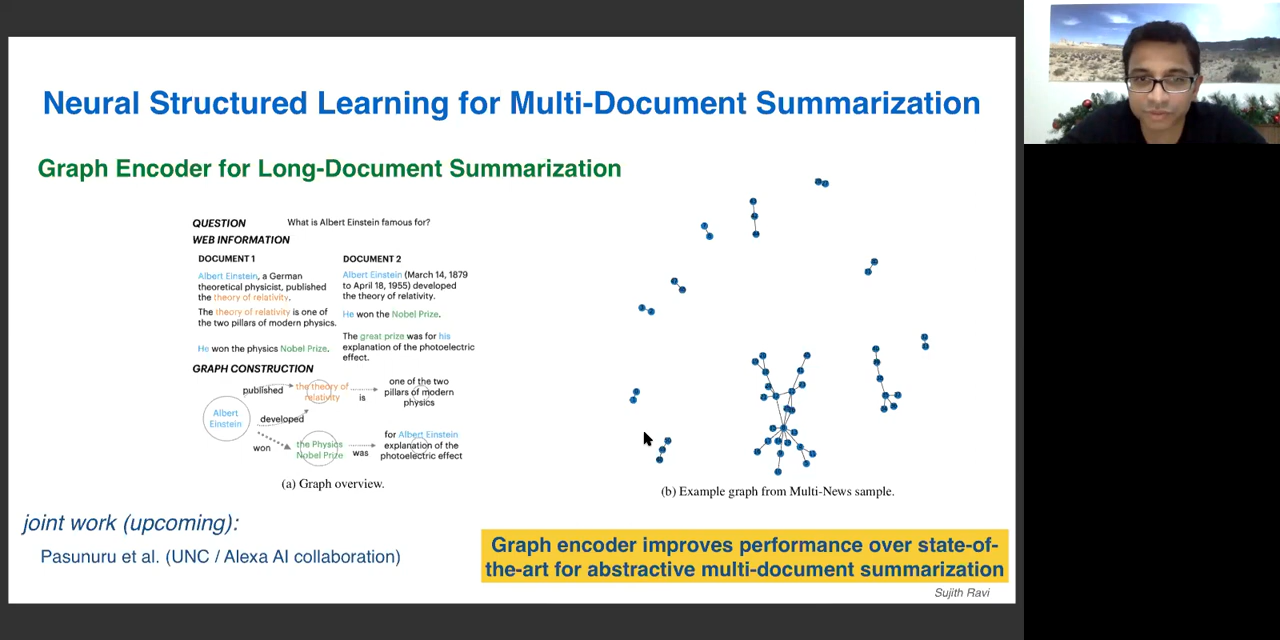 Neural Structured Learning for Multi-Document Summarization
Graph Encoder for Long-Document Summarization
QUESTION What is Albert Einstein famous for?
WEB INFORMATION
DOCUMENT 1
Albert Einstein, a German
theoretical physicist, published
the theory of relativity.
The theory of relativity is one of
the two pillars of modern physics.
He won the physics Nobel Prize.
DOCUMENT 2
Albert Einstein (March 14, 1879
to April 18, 1955) developed
the theory of relativity.
He won the Nobel Prize.
The great prize was for his
explanation of the photoelectric
effect.
GRAPH CONSTRUCTION
Albert
Einstein
published
developed
won
the theory of
relativity
is
one of the two
pillars of modern
physics
the Physics
Nobel Prize
was
for Albert Einstein
explanation of the
photoelectric effect
(a) Graph overview.
(b) Example graph from Multi-News sample.
joint work (upcoming):
Pasunuru et al. (UNC / Alexa AI collaboration)
Graph encoder improves performance over state-of-
the-art for abstractive multi-document summarization
Sujith Ravi